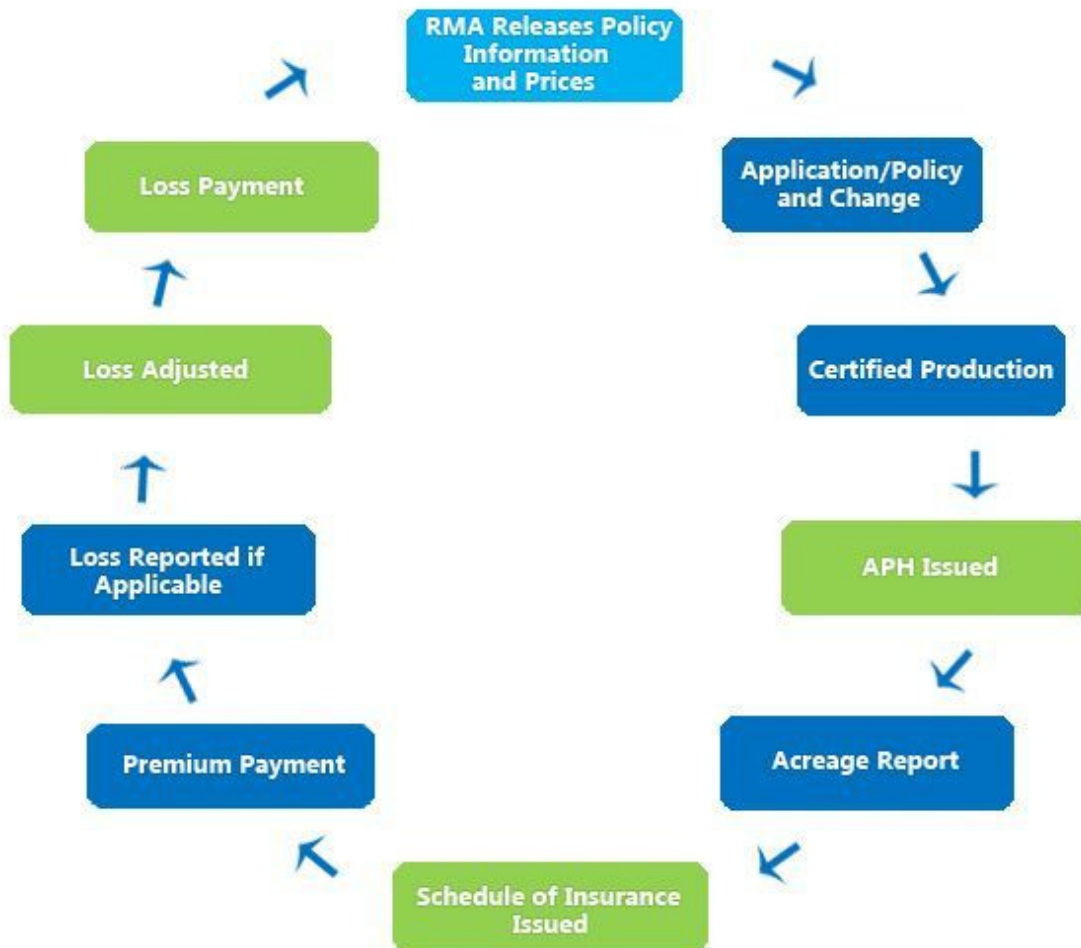 RMA Releases Policy
Information
and Prices
Application/Policy
and Change
Certified Production
APH Issued
Acreage Report
Schedule of Insurance
Issued
Premium Payment
Loss Reported if
Applicable
Loss Adjusted
Loss Payment